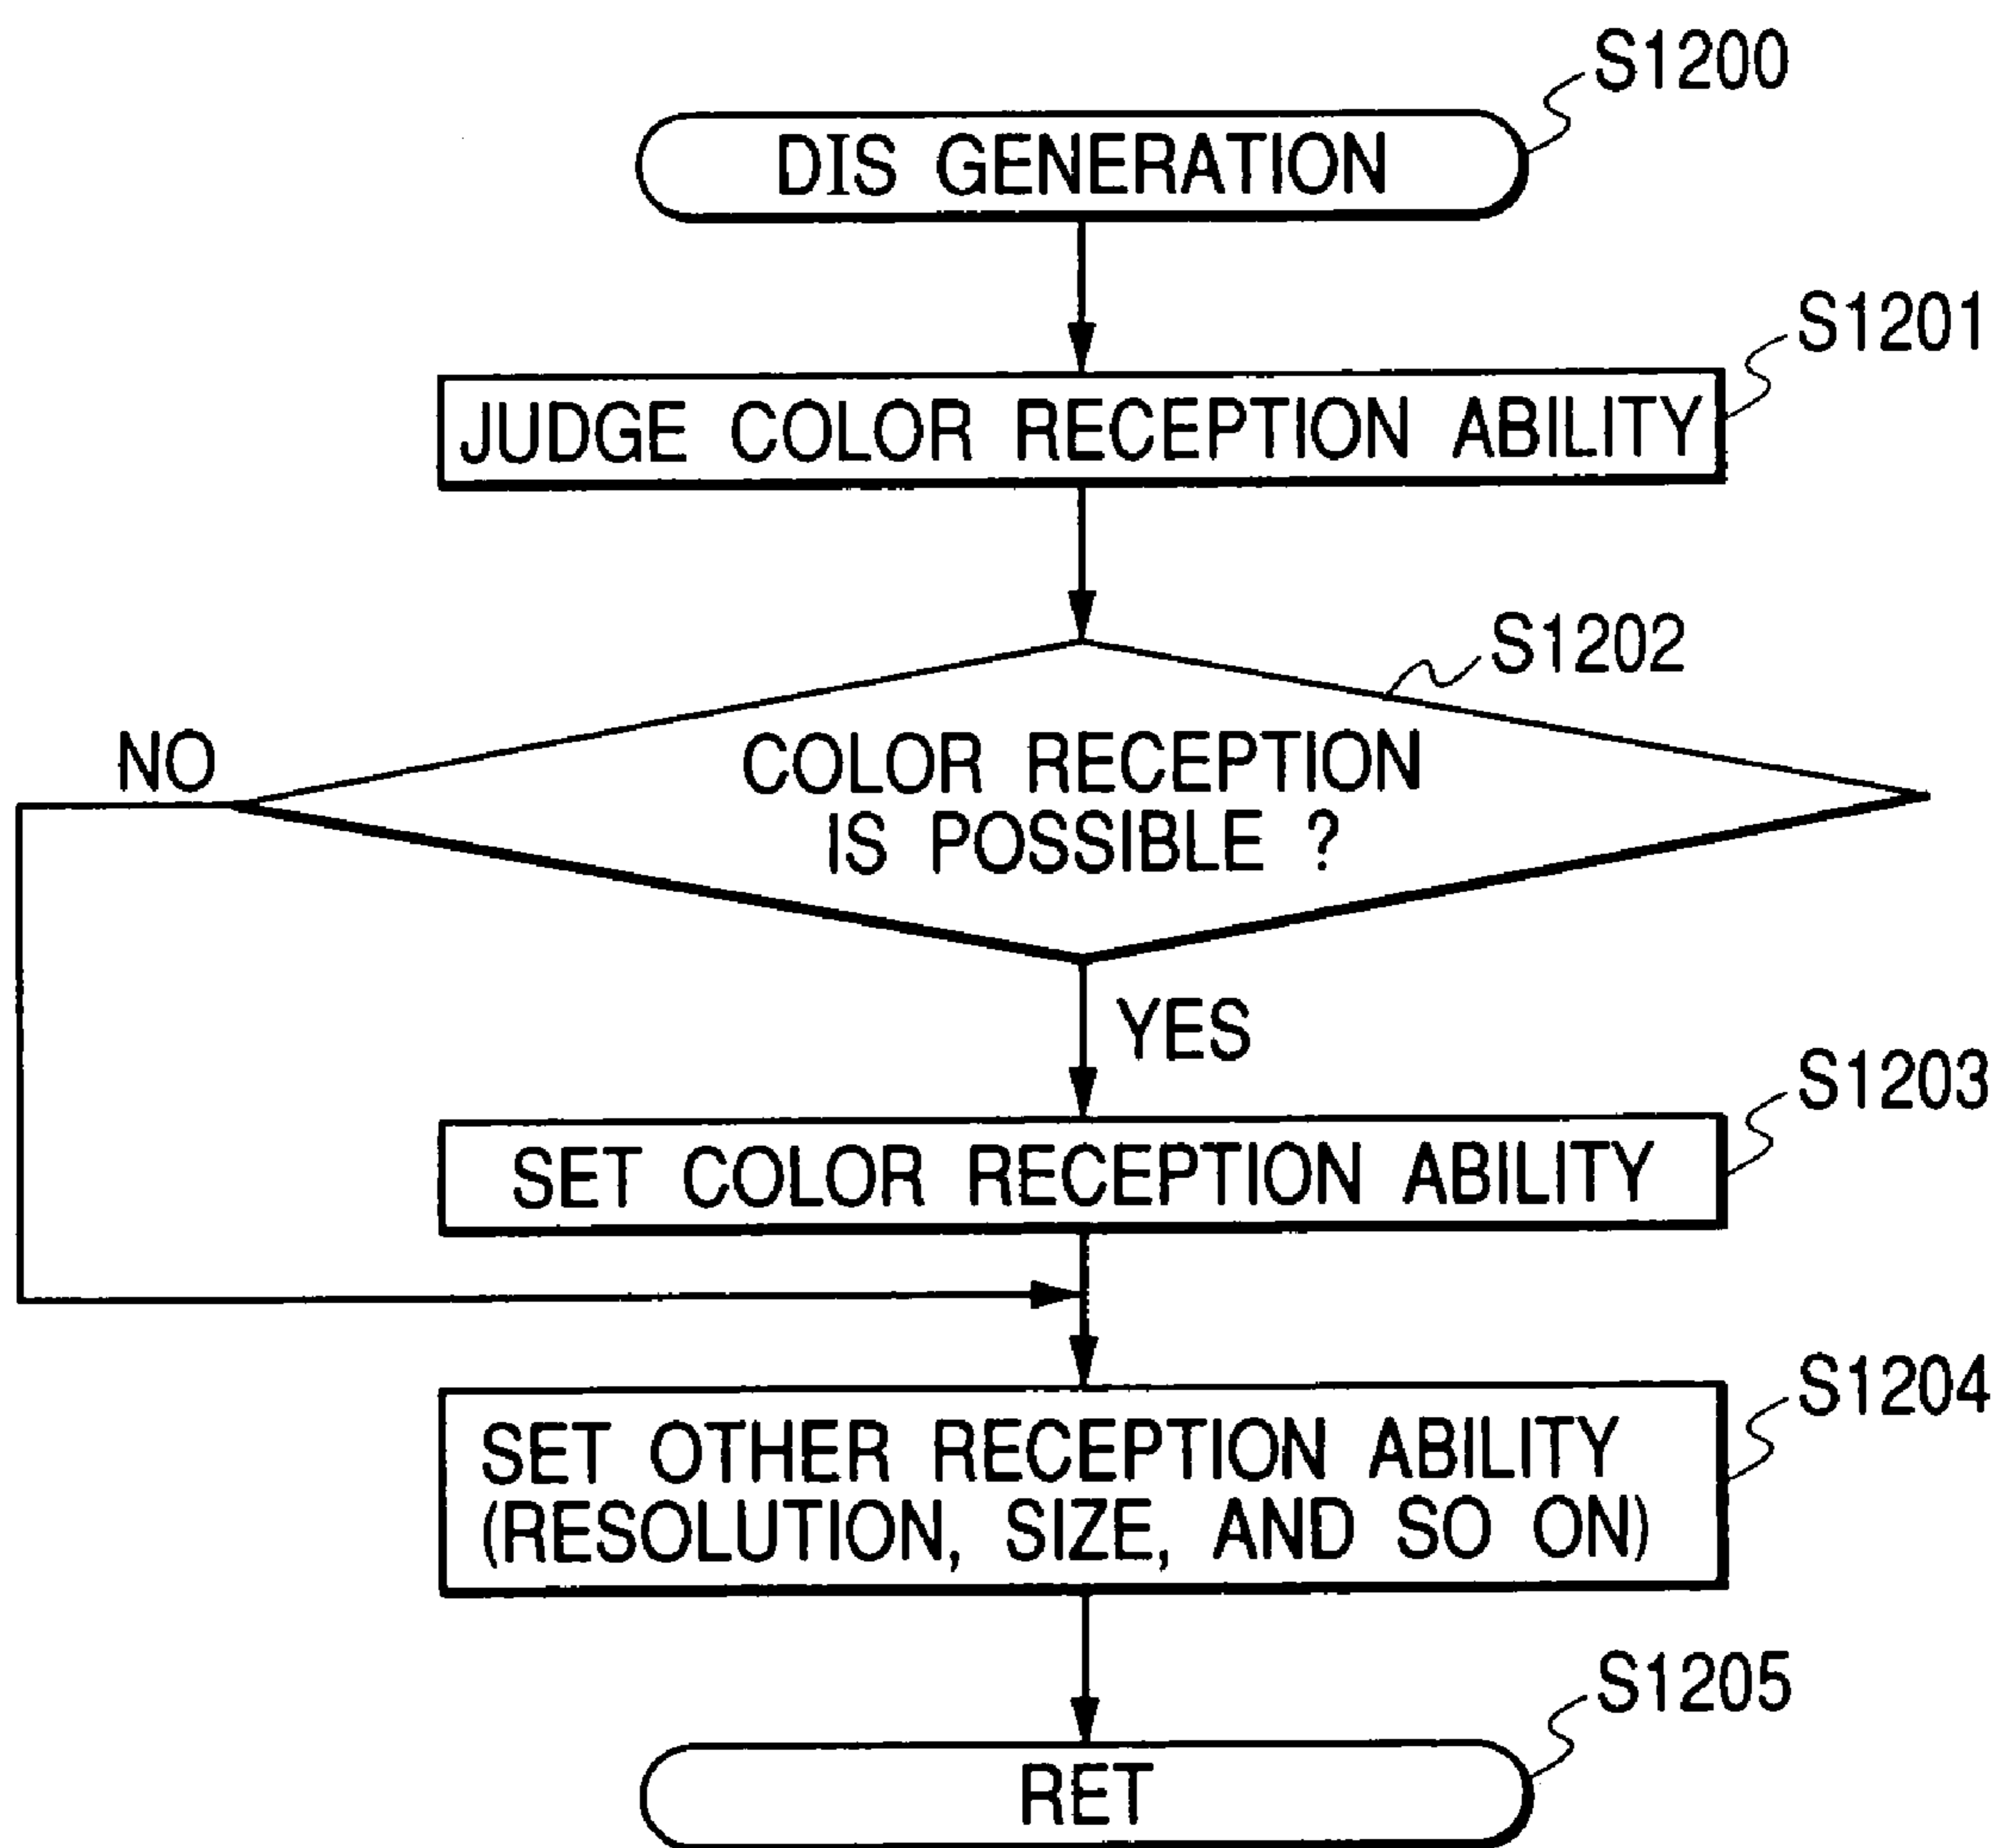 S1200
DIS GENERATION
S1201
JUDGE COLOR RECEPTION ABILITY
S1202
NO
COLOR RECEPTION
IS POSSIBLE ?
YES
S1203
SET COLOR RECEPTION ABILITY
S1204
SET OTHER RECEPTION ABILITY
(RESOLUTION, SIZE, AND SO ON)
S1205
RET